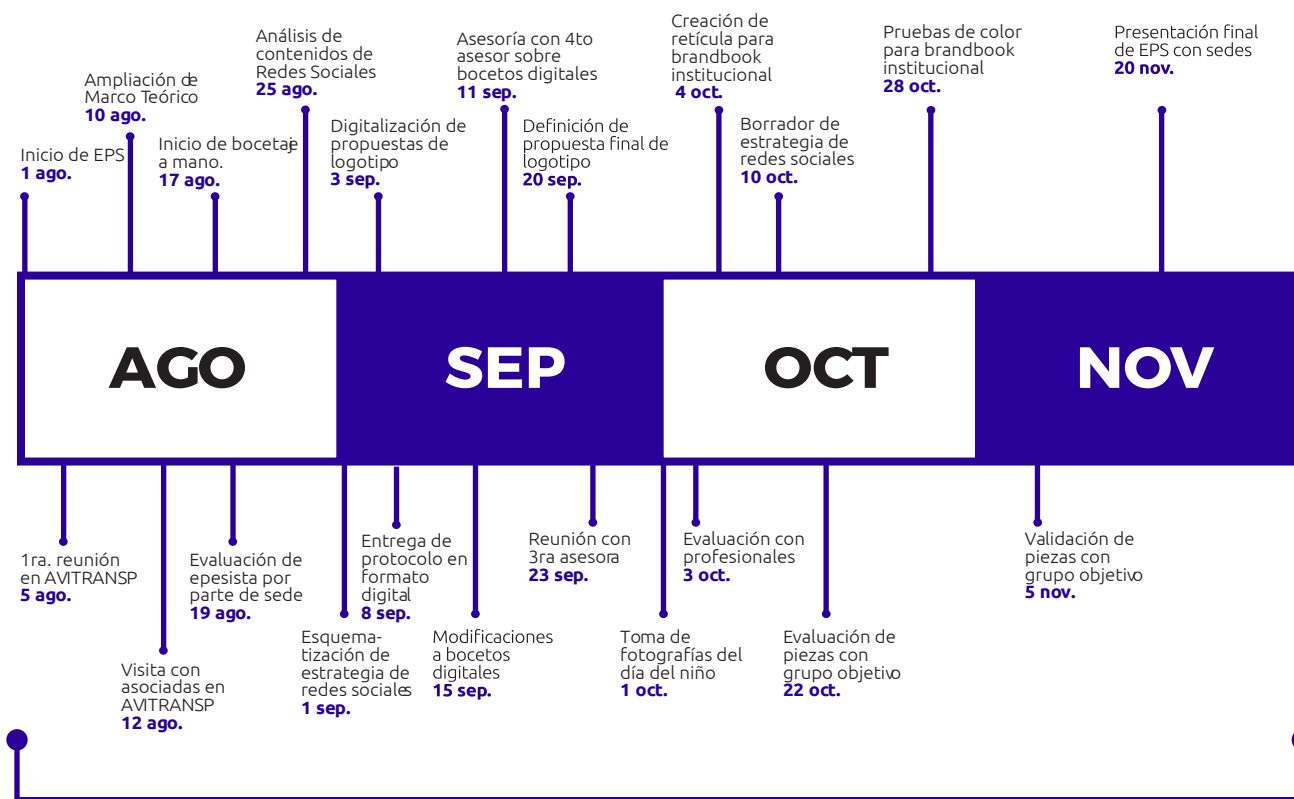 Inicio de EPS
1 ago.
Ampliación de
Marco Teórico
10 ago.
Inicio de bocetaje
a mano.
17 ago.
Análisis de
contenidos de
Redes Sociales
25 ago.
Digitalización de
propuestas de
logotipo
3 sep.
Asesoría con 4to
asesor sobre
bocetos digitales
11 sep.
Definición de
propuesta final de
logotipo
20 sep.
Creación de
retícula para
brandbook
institucional
4 oct.
Borrador de
estrategia de
redes sociales
10 oct.
Pruebas de color
para brandbook
institucional
28 oct.
Presentación final
de EPS con sedes
20 nov.
AGO
SEP
OCT
NOV
1ra. reunión
en AVITRANSP
5 ago.
Visita con
asociadas en
AVITRANSP
12 ago.
Evaluación de
epesista por
parte de sede
19 ago.
Esquema-
tización de
estrategia de
redes sociales
1 sep.
Entrega de
protocolo en
formato
digital
8 sep.
Modificaciones
a bocetos
digitales
15 sep.
Reunión con
3ra asesora
23 sep.
Toma de
fotografías del
día del niño
1 oct.
Evaluación con
profesionales
3 oct.
Evaluación de
piezas con
grupo objetivo
22 oct.
Validación de
piezas con
grupo objetivo
5 nov.